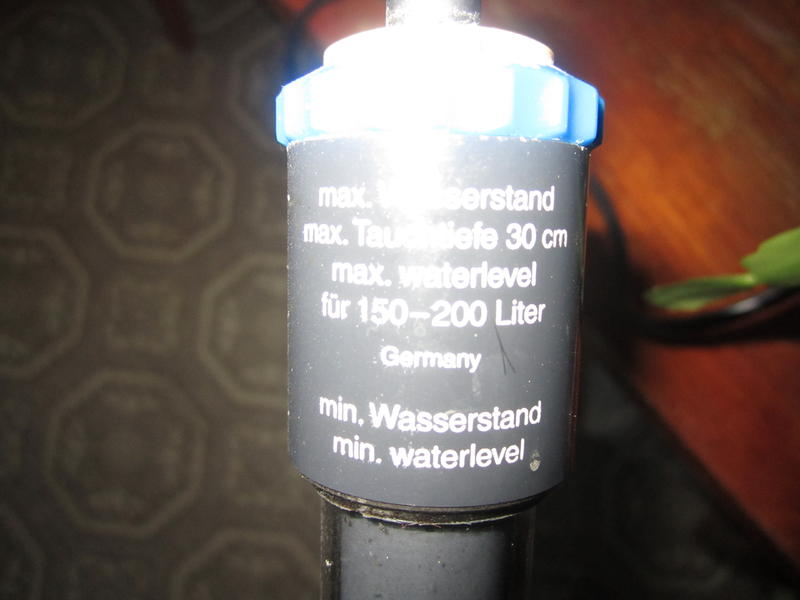 max. Wasserstand
max. Tauchtiefe 30 cm
max. waterlevel
für 150–200 Liter
Germany
min. Wasserstand
min. waterlevel